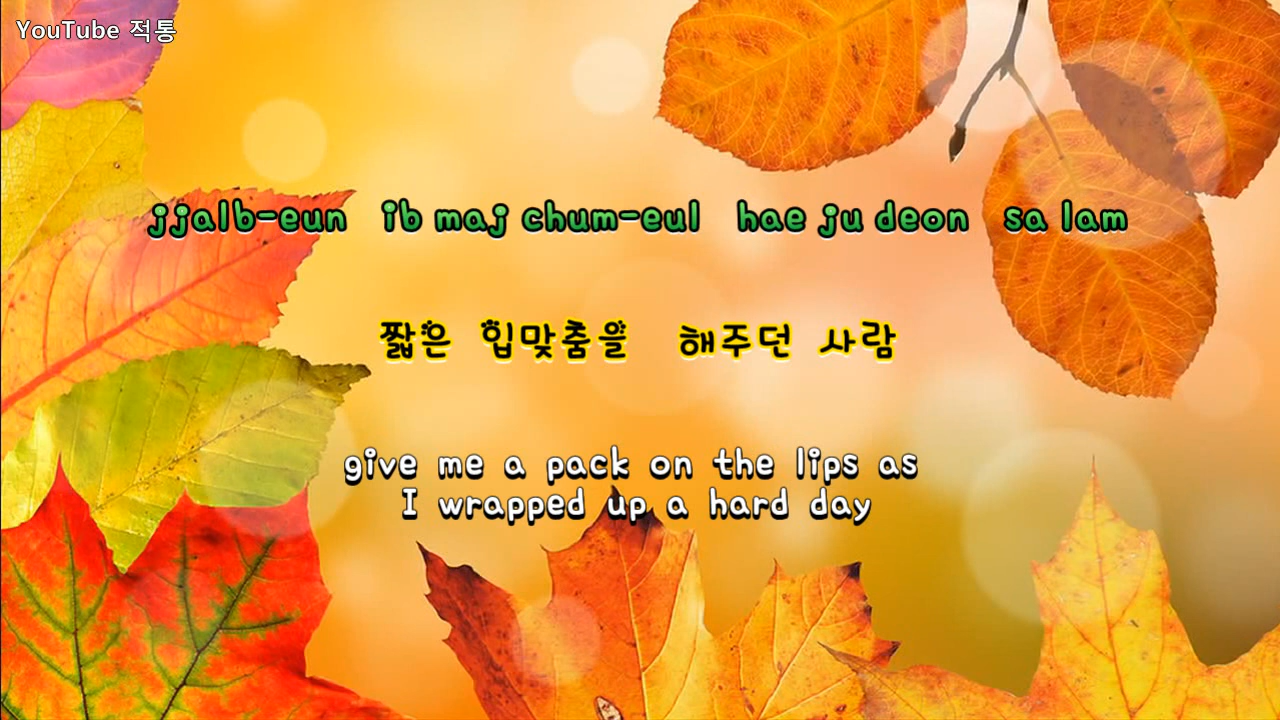 YouTube 적통
jjalb-eun ib maj chum-eul hae ju deon sa lam
짧은 입맞춤을 해주던 사람
give me a pack on the lips as
I wrapped up a hard day